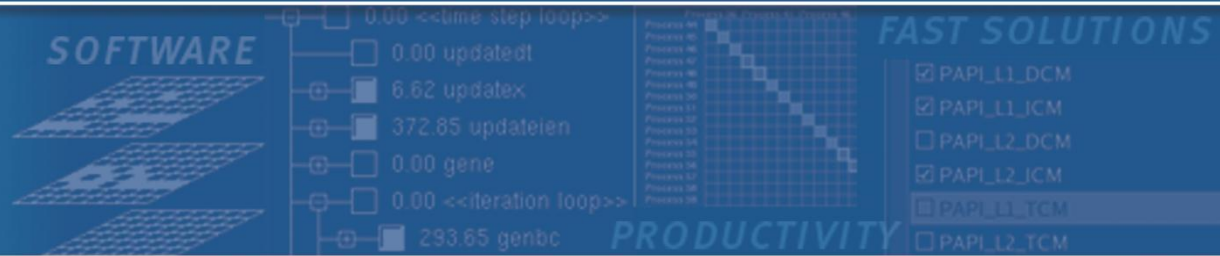 SOFTWARE
0.00 <<time step loop>>
0.00 updatedt
6.62 updatex
372.85 updateien
0.00 gene
0.00 <<iteration loop>>
293.65 genbc
PRODUCTIVITY
FAST SOLUTIONS
PAPI_L1_DCM
PAPI_L1_ICM
PAPI_L2_DCM
PAPI_L2_ICM
PAPI_L1_TCM
PAPI_L2_TCM